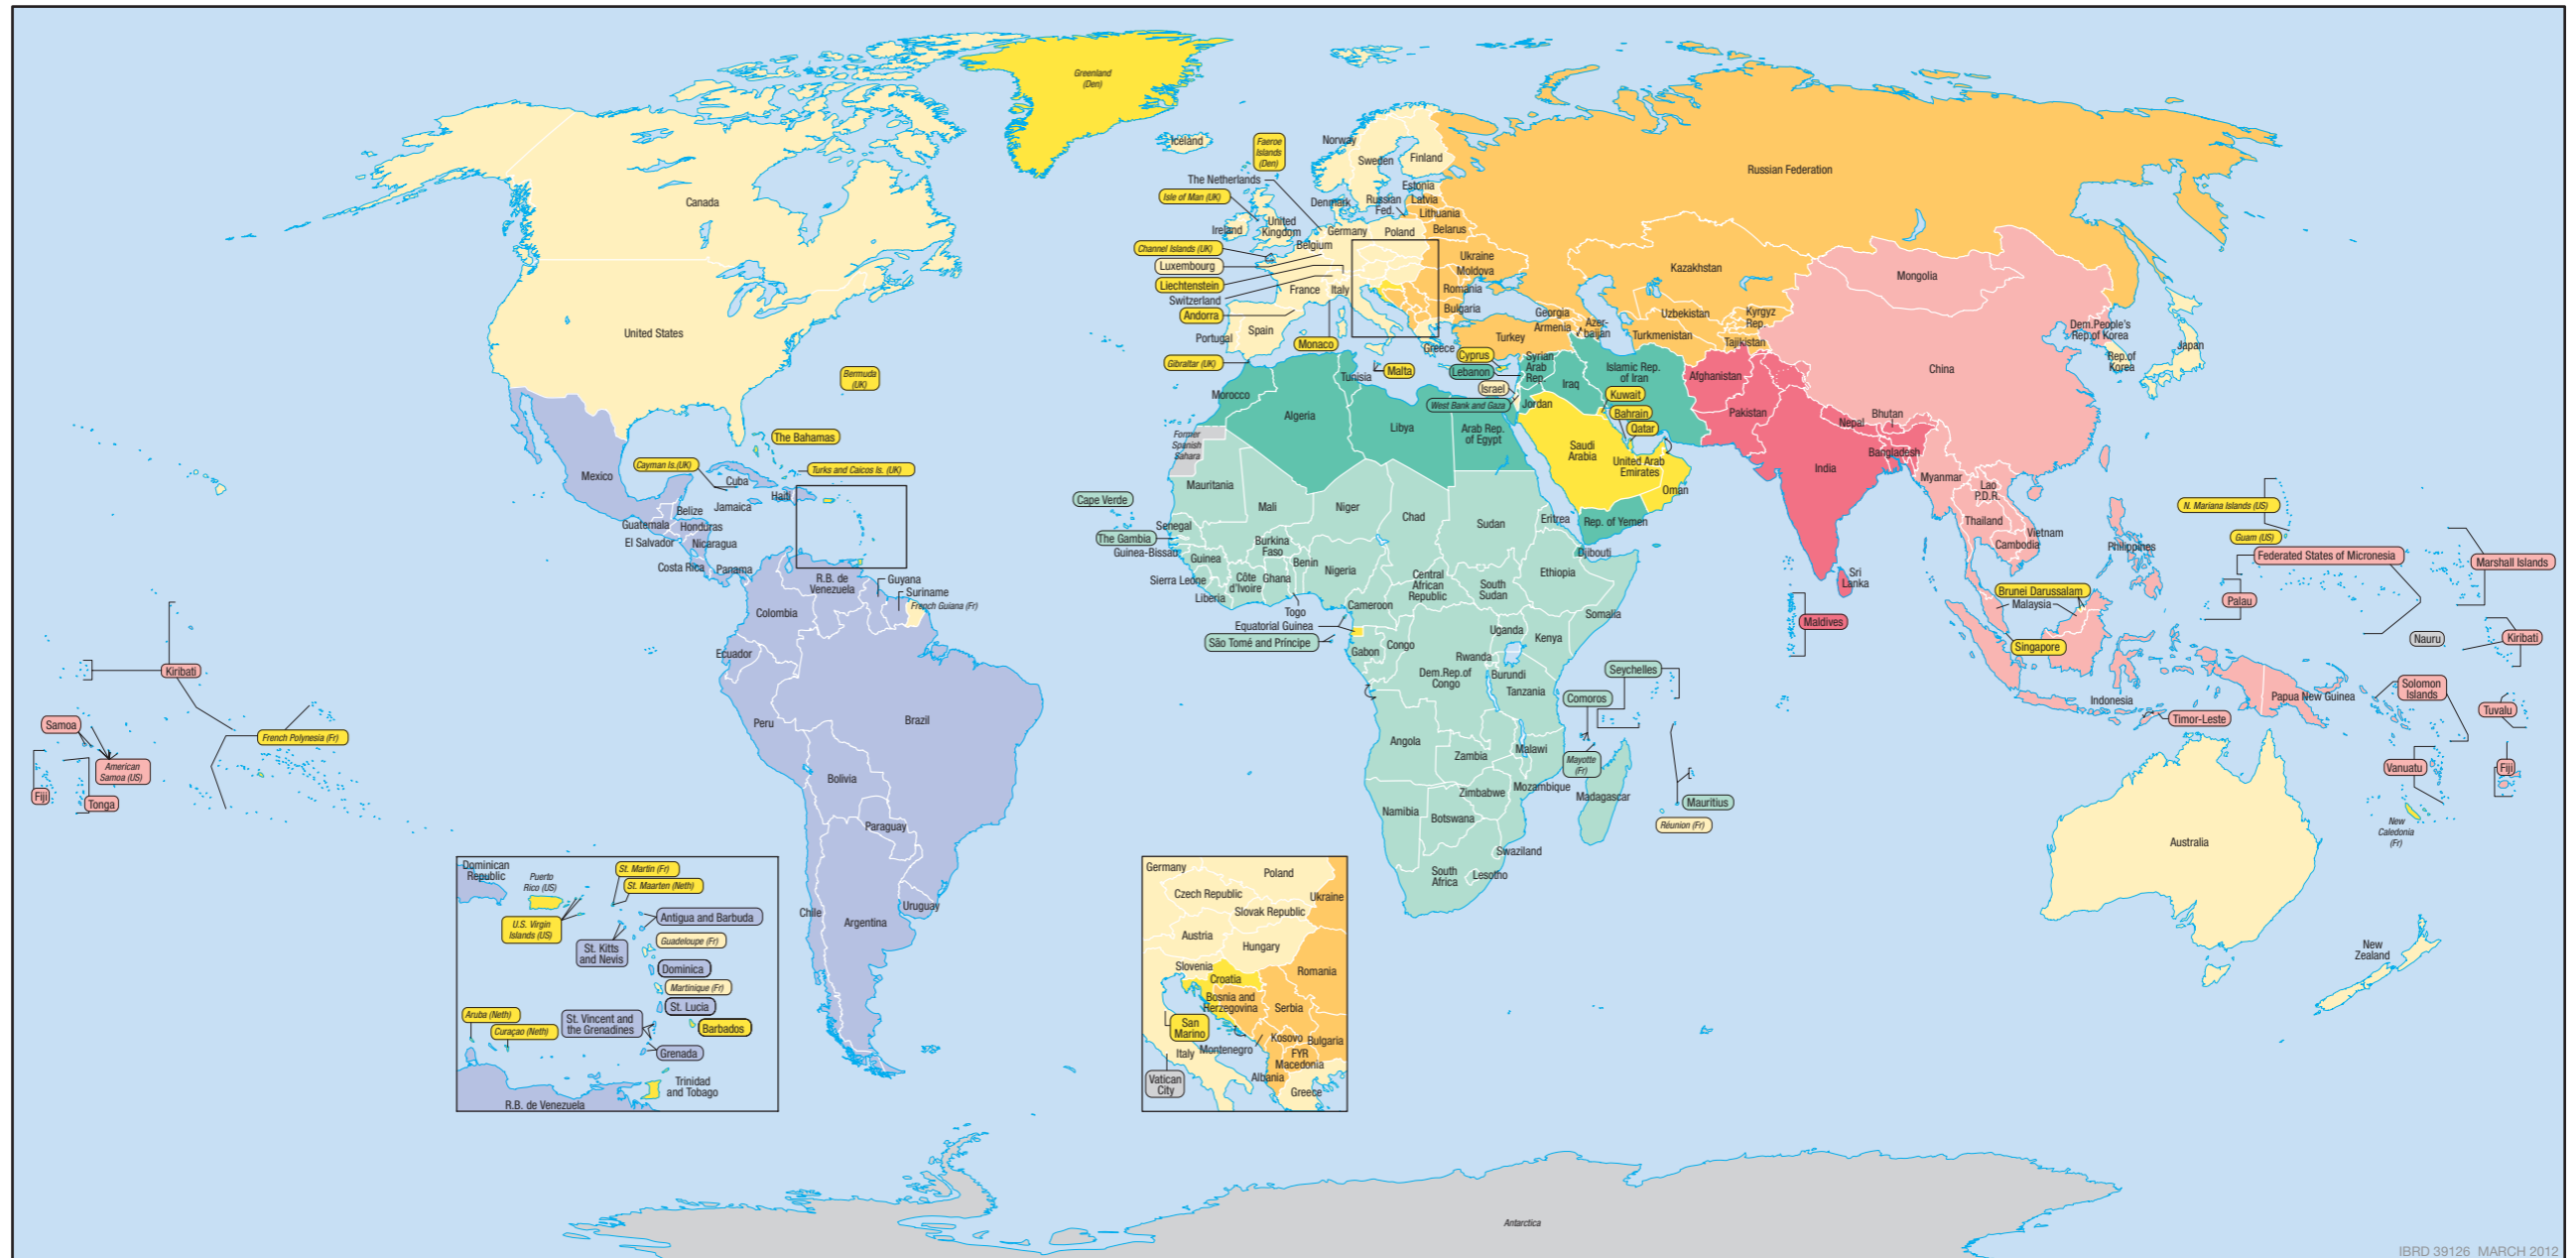 Greenland
(Den)
Iceland
Faeroe
Islands
(Den)
Norway
Sweden
Finland
Russian Federation
Canada
The Netherlands
Isle of Man (UK)
Estonia
Denmark
Russian
Fed.
Latvia
Lithuania
Ireland
United
Kingdom
Germany
Poland
Belarus
Channel Islands (UK)
Belgium
Luxembourg
Ukraine
Moldova
Kazakhstan
Mongolia
Liechtenstein
Switzerland
France
Italy
Romania
Andorra
Bulgaria
Georgia
Armenia
Azer-
baijan
Uzbekistan
Kyrgyz
Rep.
United States
Portugal
Spain
Monaco
Greece
Turkey
Turkmenistan
Tajikistan
Dem.People's
Rep.of Korea
Rep.of
Korea
Japan
Gibraltar (UK)
Tunisia
Malta
Cyprus
Lebanon
Syrian
Arab
Rep.
Iraq
Islamic Rep.
of Iran
Afghanistan
China
Bermuda
(UK)
Morocco
Israel
West Bank and Gaza
Jordan
Kuwait
Bahrain
Qatar
Pakistan
Nepal
Bhutan
Algeria
Libya
Arab Rep.
of Egypt
Saudi
Arabia
United Arab
Emirates
Oman
India
Bangladesh
Myanmar
Lao
P.D.R.
The Bahamas
Former
Spanish
Sahara
Mexico
Cayman Is.(UK)
Turks and Caicos Is. (UK)
Cuba
Haiti
Jamaica
Belize
Guatemala
Honduras
El Salvador
Nicaragua
Costa Rica
Panama
Cape Verde
Mauritania
Mali
Niger
Chad
Sudan
Eritrea
Rep. of Yemen
Djibouti
Thailand
Vietnam
Cambodia
Philippines
N. Mariana Islands (US)
Guam (US)
Federated States of Micronesia
Marshall Islands
Senegal
The Gambia
Guinea-Bissau
Guinea
Sierra Leone
Liberia
Burkina
Faso
Côte
d'Ivoire
Ghana
Benin
Togo
Nigeria
Cameroon
Central
African
Republic
South
Sudan
Ethiopia
Somalia
Sri
Lanka
Maldives
Brunei Darussalam
Malaysia
Singapore
Palau
Nauru
Kiribati
R.B. de
Venezuela
Guyana
Suriname
French Guiana (Fr)
Colombia
Ecuador
Equatorial Guinea
São Tomé and Príncipe
Gabon
Congo
Uganda
Kenya
Rwanda
Burundi
Dem.Rep.of
Congo
Tanzania
Seychelles
Comoros
Indonesia
Timor-Leste
Papua New Guinea
Solomon
Islands
Tuvalu
Kiribati
Samoa
American
Samoa (US)
French Polynesia (Fr)
Fiji
Tonga
Peru
Brazil
Bolivia
Paraguay
Chile
Argentina
Uruguay
Angola
Zambia
Malawi
Mayotte
(Fr)
Mozambique
Madagascar
Zimbabwe
Namibia
Botswana
Mauritius
Réunion (Fr)
Swaziland
South
Africa
Lesotho
Vanuatu
Fiji
New
Caledonia
(Fr)
Australia
New
Zealand
Dominican
Republic
Puerto
Rico (US)
St. Martin (Fr)
St. Maarten (Neth)
U.S. Virgin
Islands (US)
St. Kitts
and Nevis
Antigua and Barbuda
Guadeloupe (Fr)
Dominica
Martinique (Fr)
St. Lucia
Aruba (Neth)
Curaçao (Neth)
St. Vincent and
the Grenadines
Barbados
Grenada
Trinidad
and Tobago
R.B. de Venezuela
Germany
Poland
Czech Republic
Ukraine
Slovak Republic
Austria
Hungary
Slovenia
Croatia
Romania
Bosnia and
Herzegovina
Serbia
San
Marino
Italy
Montenegro
Kosovo
Bulgaria
FYR
Macedonia
Vatican
City
Albania
Greece
Antarctica
IBRD 39126 MARCH 2012